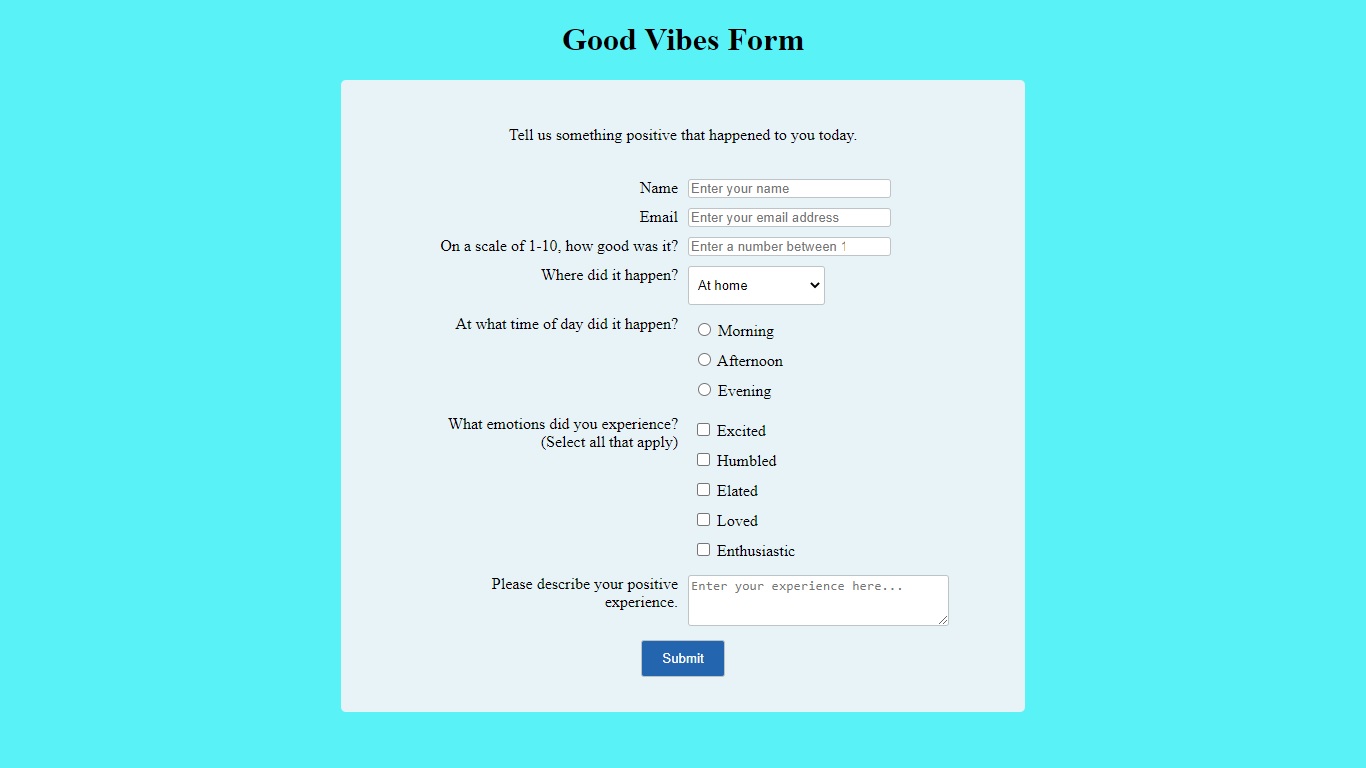 Good Vibes Form
Tell us something positive that happened to you today.
Name Enter your name
Email Enter your email address
On a scale of 1-10, how good was it? Enter a number between 1
Where did it happen? At home
At what time of day did it happen? Morning
Afternoon
Evening
What emotions did you experience? Excited
(Select all that apply)
Humbled
Elated
Loved
Enthusiastic
Please describe your positive Enter your experience here...
experience.
Submit